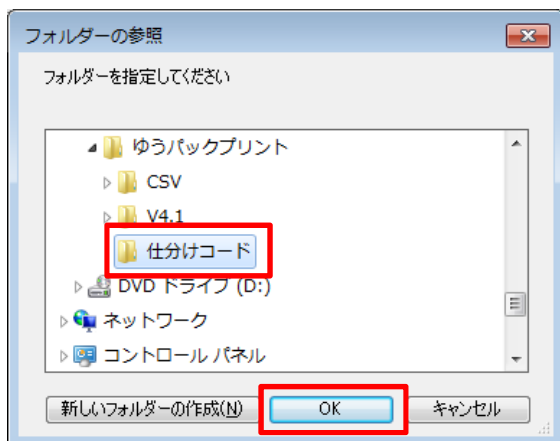 フォルダーの参照
フォルダーを指定してください
ゆうパックプリント
CSV
V4.1
仕分けコード
DVD ドライブ (D:)
ネットワーク
コントロール パネル
新しいフォルダーの作成(N) OK キャンセル